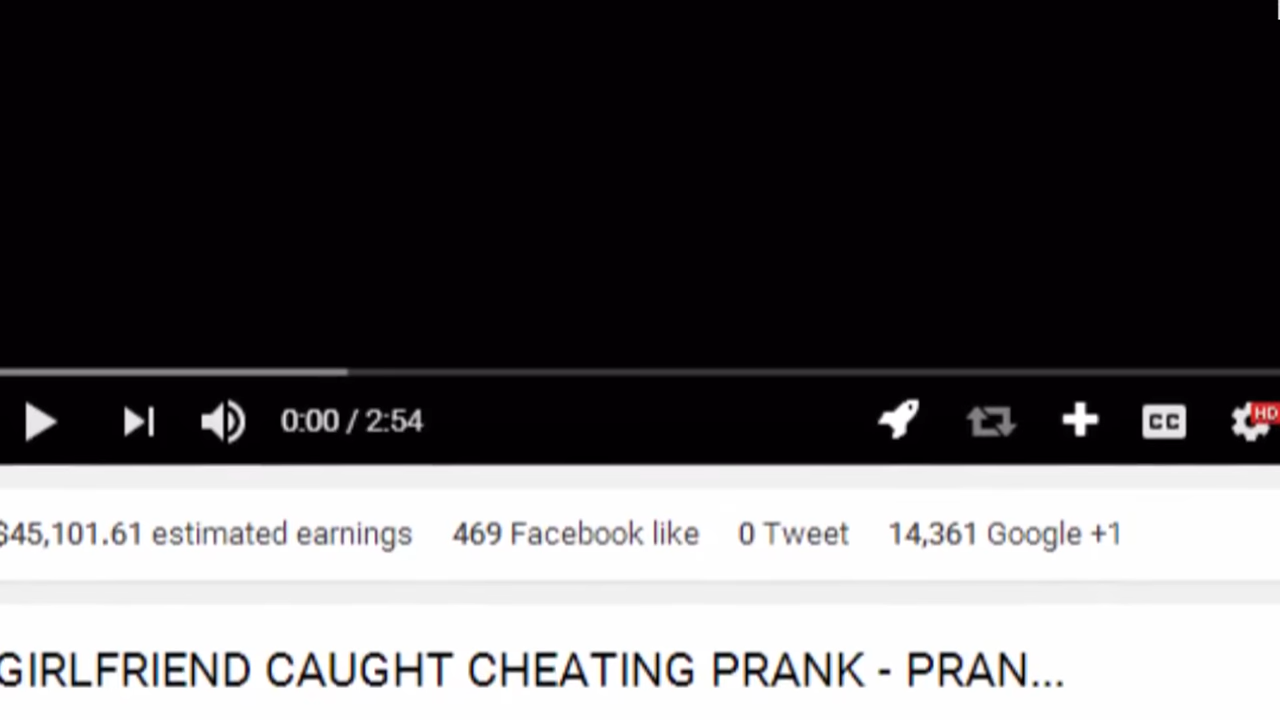 0:00 / 2:54 CC HD
$45,101.61 estimated earnings 469 Facebook like 0 Tweet 14,361 Google +1
GIRLFRIEND CAUGHT CHEATING PRANK - PRAN...